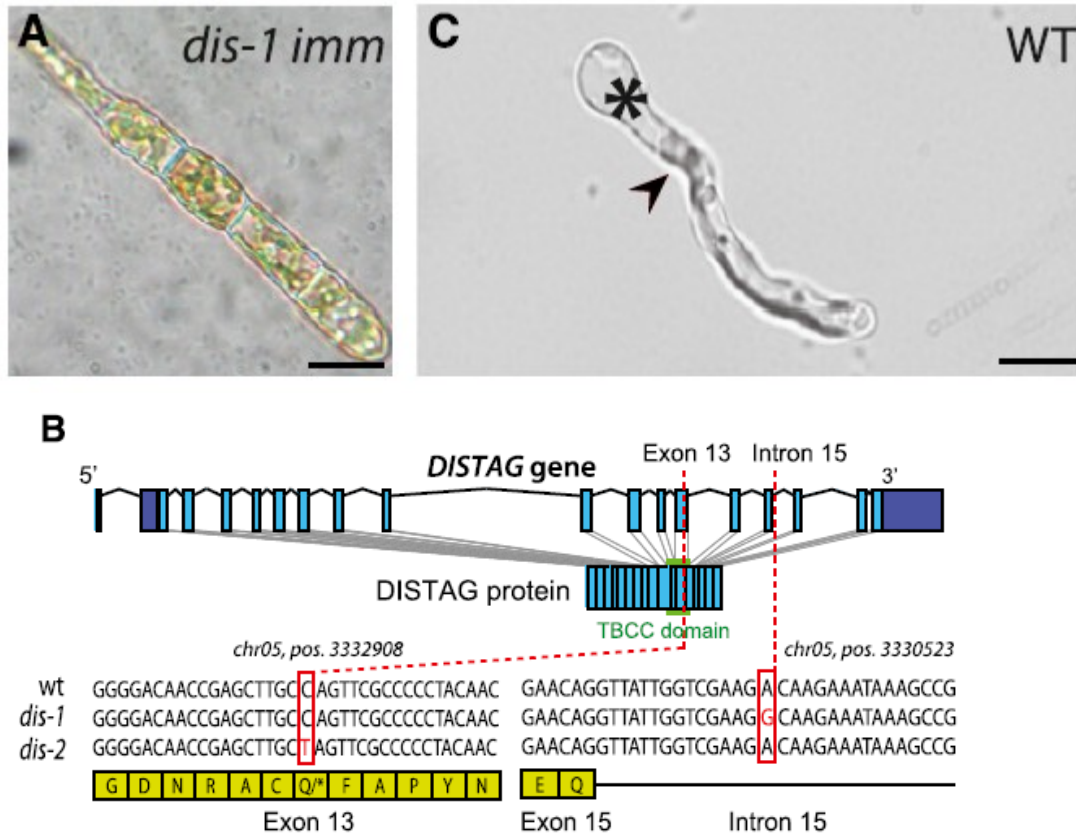 A
dis-1 imm
C
WT
*
B
5'
DISTAG gene
Exon 13
Intron 15
3'
DISTAG protein
TBCC domain
chr05, pos. 3332908
chr05, pos. 3330523
wt GGGGACAACCGAGCTTGCCAGTTCGCCCCCTACAAC GAACAGGTTATTGGTCGAAGACAAGAAATAAAGCCG
dis-1 GGGGACAACCGAGCTTGCCAGTTCGCCCCCTACAAC GAACAGGTTATTGGTCGAAGGCAAGAAATAAAGCCG
dis-2 GGGGACAACCGAGCTTGCTAGTTCGCCCCCTACAAC GAACAGGTTATTGGTCGAAGACAAGAAATAAAGCCG
G D N R A C Q/* F A P Y N E Q
Exon 13 Exon 15 Intron 15